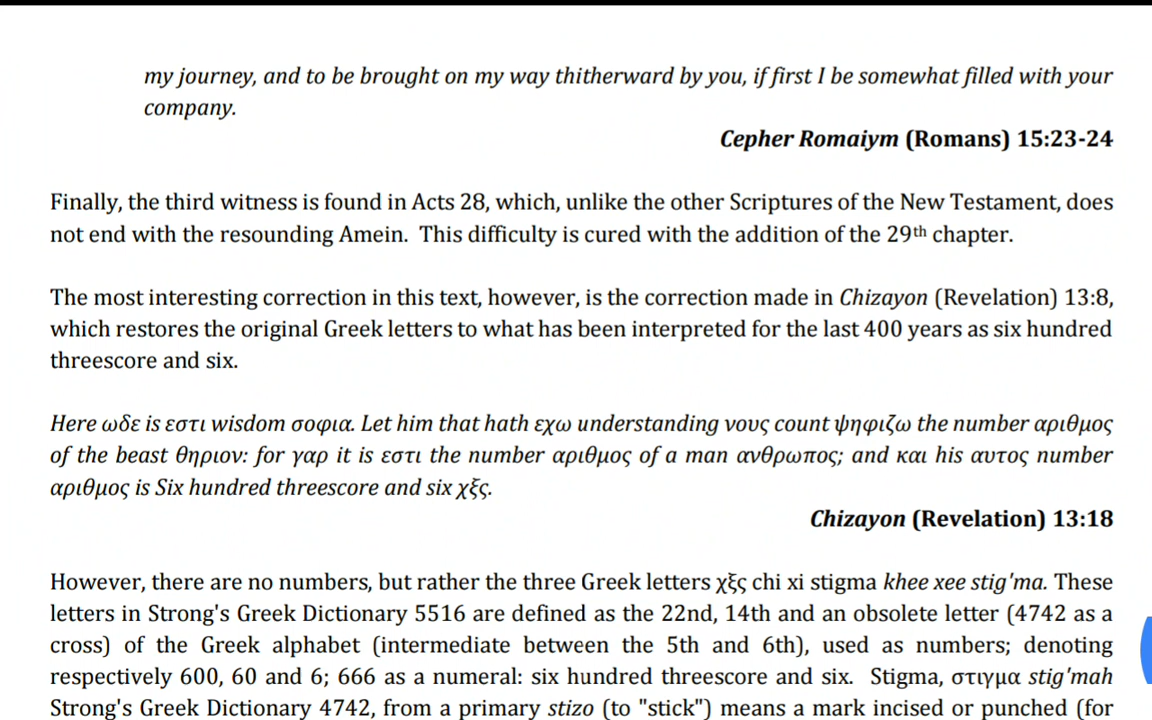 my journey, and to be brought on my way thitherward by you, if first I be somewhat filled with your
company.
Cepher Romaiym (Romans) 15:23-24
Finally, the third witness is found in Acts 28, which, unlike the other Scriptures of the New Testament, does
not end with the resounding Amein. This difficulty is cured with the addition of the 29th chapter.
The most interesting correction in this text, however, is the correction made in Chizayon (Revelation) 13:8,
which restores the original Greek letters to what has been interpreted for the last 400 years as six hundred
threescore and six.
Here ωδε is εστι wisdom σοφια. Let him that hath εχω understanding νους count ψηφιζω the number αριθμος
of the beast θηριον: for γαρ it is εστι the number αριθμος of a man ανθρωπος; and και his αυτος number
αριθμος is Six hundred threescore and six χξς.
Chizayon (Revelation) 13:18
However, there are no numbers, but rather the three Greek letters χξς chi xi stigma khee xee stig'ma. These
letters in Strong's Greek Dictionary 5516 are defined as the 22nd, 14th and an obsolete letter (4742 as a
cross) of the Greek alphabet (intermediate between the 5th and 6th), used as numbers; denoting
respectively 600, 60 and 6; 666 as a numeral: six hundred threescore and six. Stigma, στιγμα stig'mah
Strong's Greek Dictionary 4742, from a primary stizo (to "stick") means a mark incised or punched (for